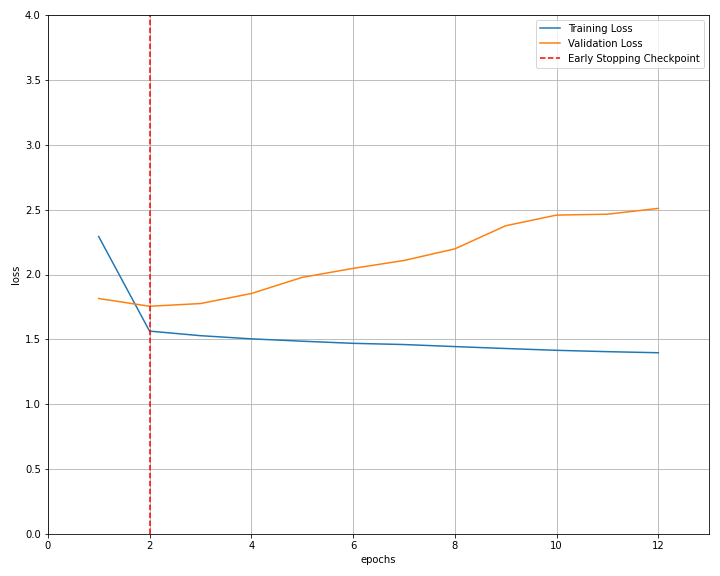 4.0
3.5
3.0
2.5
2.0
1.5
1.0
0.5
0.0
loss
Training Loss
Validation Loss
Early Stopping Checkpoint
0 2 4 6 8 10 12
epochs